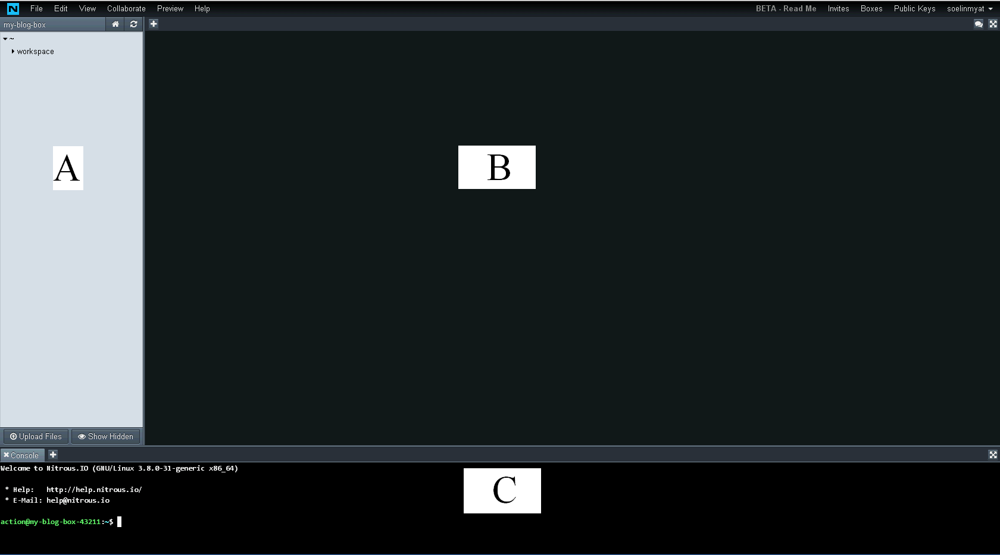 N File Edit View Collaborate Preview Help BETA - Read Me Invites Boxes Public Keys soelinmyat
my-blog-box
~
workspace
A
B
Upload Files Show Hidden
Console
Welcome to Nitrous.IO (GNU/Linux 3.8.0-31-generic x86_64)
* Help: http://help.nitrous.io/
* E-Mail: help@nitrous.io
C
action@my-blog-box-43211:~$